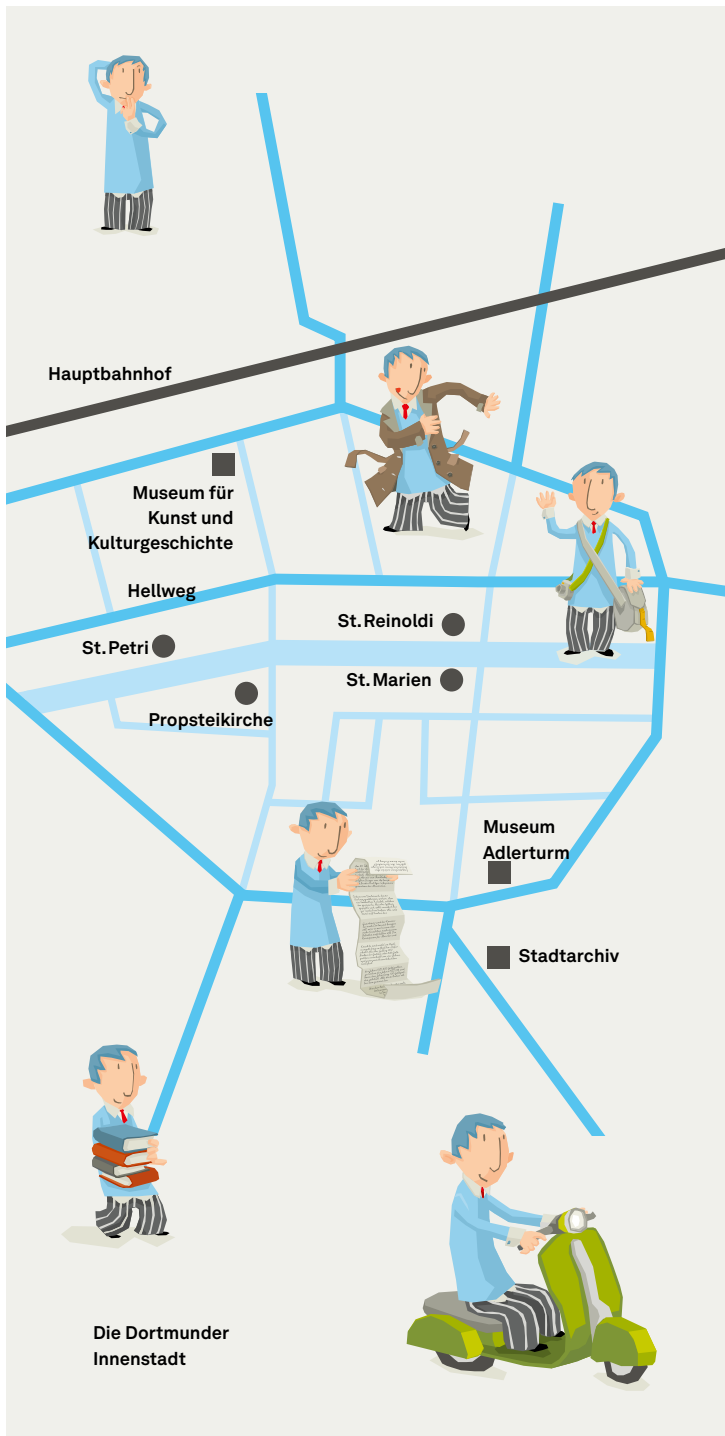 Hauptbahnhof
Museum für
Kunst und
Kulturgeschichte
Hellweg
St. Reinoldi
St. Petri
St. Marien
Propsteikirche
Museum
Adlerturm
Stadtarchiv
Die Dortmunder
Innenstadt